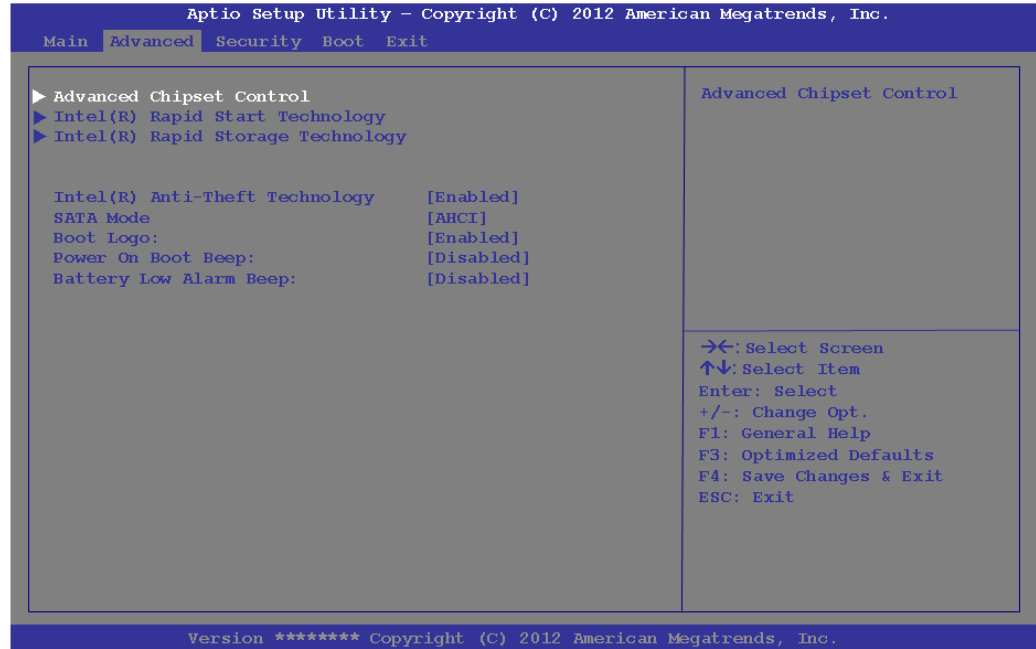 Aptio Setup Utility – Copyright (C) 2012 American Megatrends, Inc.
Main Advanced Security Boot Exit
▶ Advanced Chipset Control
▶ Intel(R) Rapid Start Technology
▶ Intel(R) Rapid Storage Technology
Intel(R) Anti-Theft Technology [Enabled]
SATA Mode [AHCI]
Boot Logo: [Enabled]
Power On Boot Beep: [Disabled]
Battery Low Alarm Beep: [Disabled]
Advanced Chipset Control
→←: Select Screen
↑↓: Select Item
Enter: Select
+/-: Change Opt.
F1: General Help
F3: Optimized Defaults
F4: Save Changes & Exit
ESC: Exit
Version ******** Copyright (C) 2012 American Megatrends, Inc.